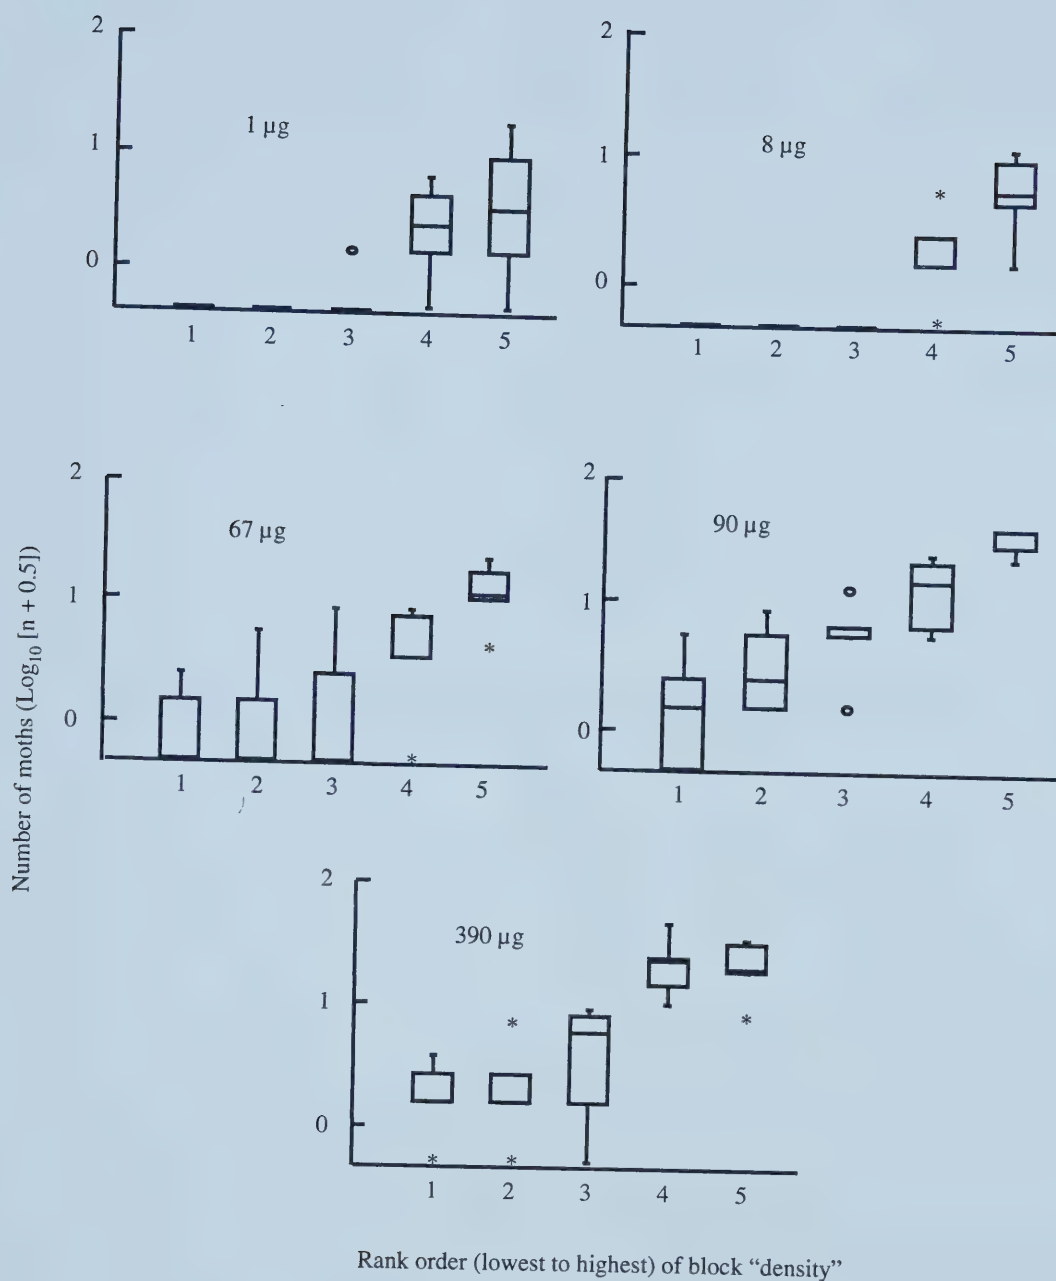 2
1
0
1 µg
1 2 3 4 5
2
1
0
8 µg
*
*
1 2 3 4 5
2
1
0
67 µg
*
*
1 2 3 4 5
2
1
0
90 µg
1 2 3 4 5
Number of moths (Log10 [n + 0.5])
2
1
0
390 µg
*
*
*
*
1 2 3 4 5
Rank order (lowest to highest) of block “density”